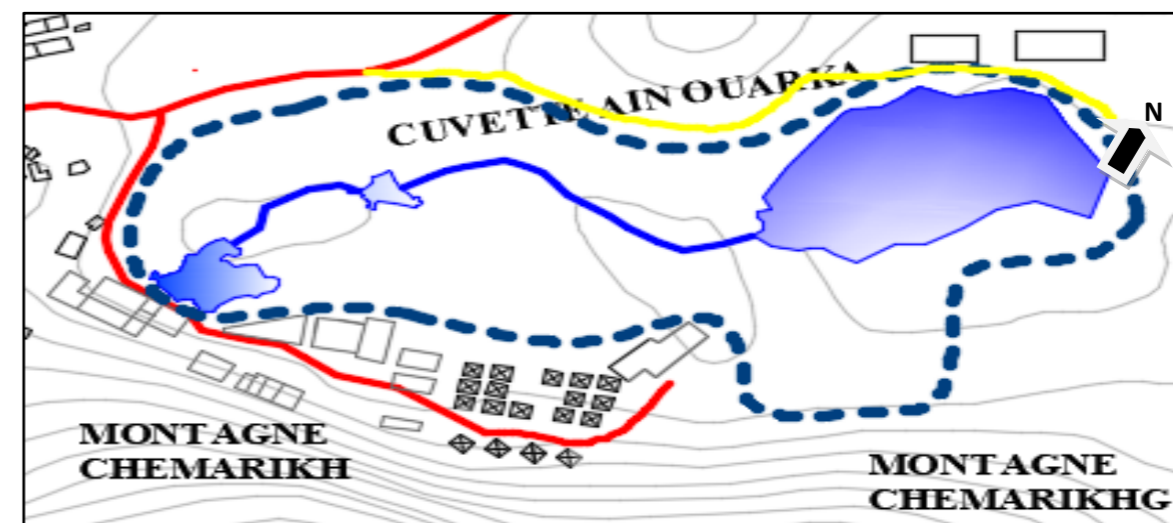 CUVETTE AIN OUARKA
N
MONTAGNE
CHEMARIKH
MONTAGNE
CHEMARIKHG